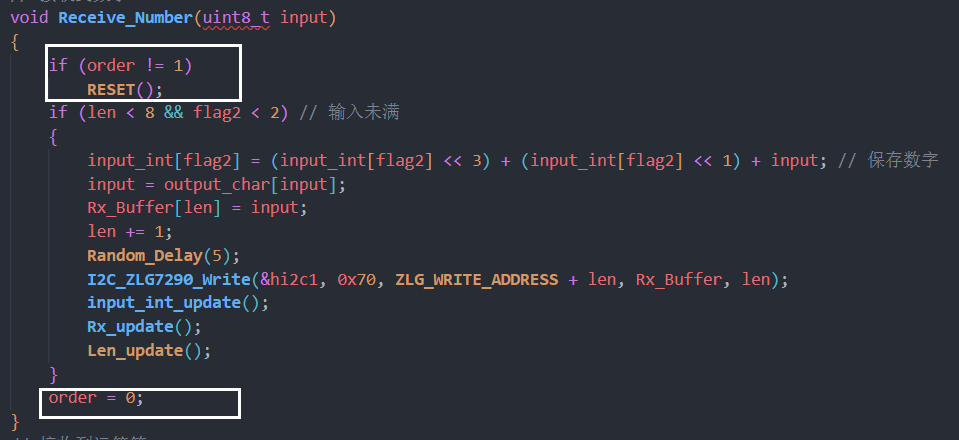 void Receive_Number(uint8_t input)
{
if (order != 1)
RESET();
if (len < 8 && flag2 < 2) // 输入未满
{
input_int[flag2] = (input_int[flag2] << 3) + (input_int[flag2] << 1) + input; // 保存数字
input = output_char[input];
Rx_Buffer[len] = input;
len += 1;
Random_Delay(5);
I2C_ZLG7290_Write(&hi2c1, 0x70, ZLG_WRITE_ADDRESS + len, Rx_Buffer, len);
input_int_update();
Rx_update();
Len_update();
}
order = 0;
}